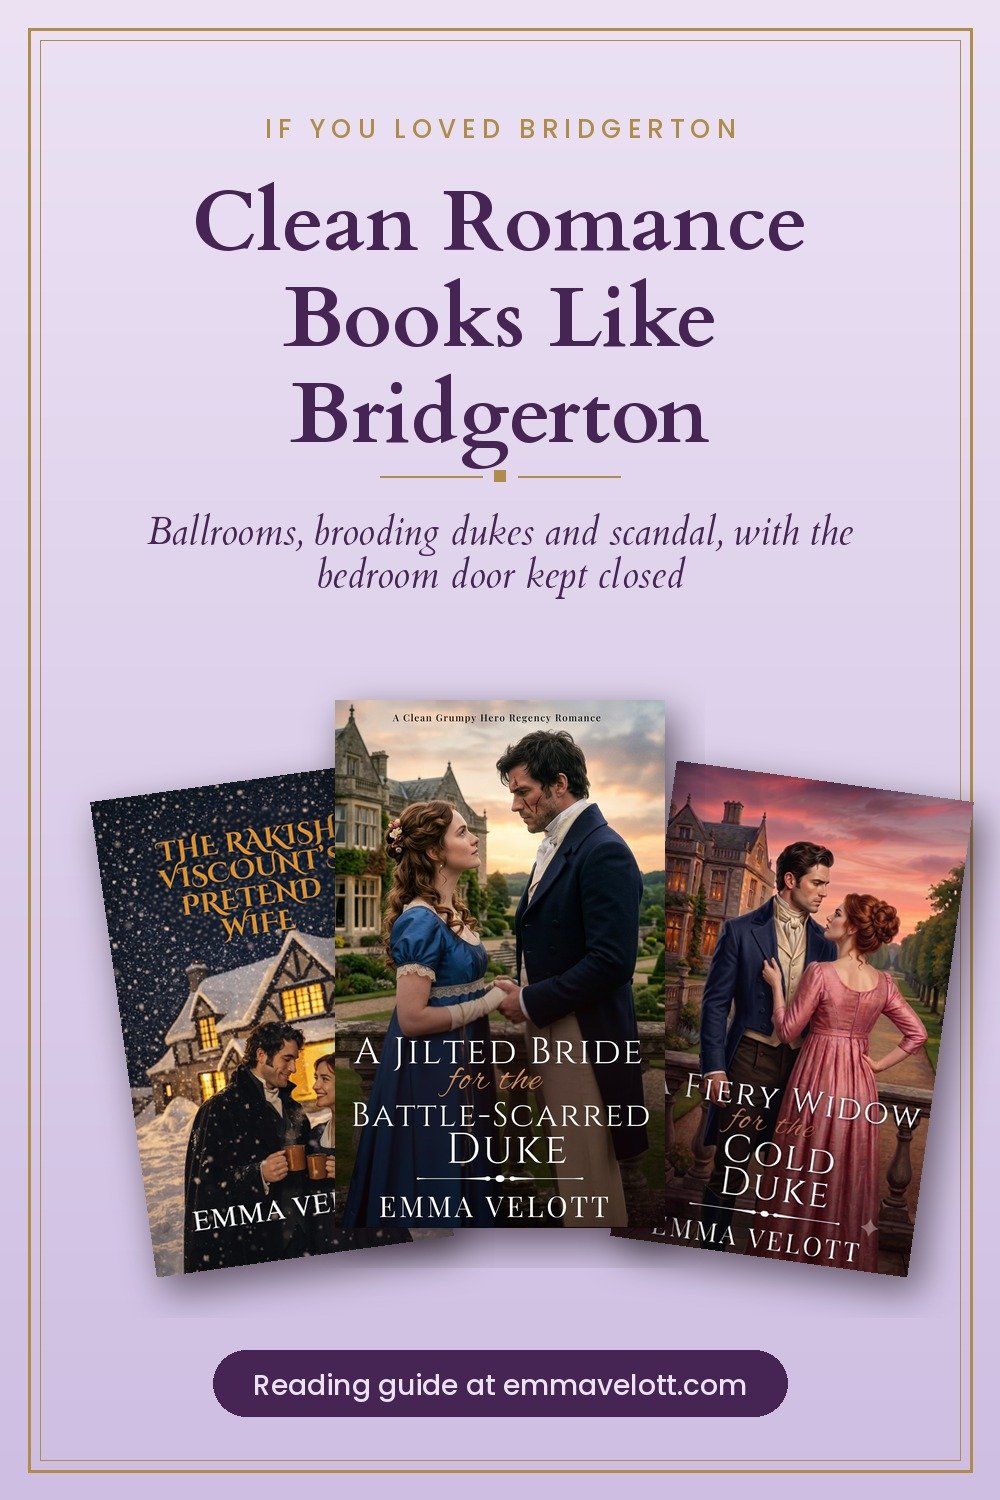 IF YOU LOVED BRIDGERTON
Clean Romance
Books Like
Bridgerton
Ballrooms, brooding dukes and scandal, with the
bedroom door kept closed
THE RAKISH
VISCOUNT'S
PRETEND
WIFE
EMMA VE
A Clean Grumpy Hero Regency Romance
A JILTED BRIDE
for the
BATTLE-SCARRED
DUKE
EMMA VELOTT
FIERY WIDOW
for the
COLD
DUKE
EMMA VELOTT
Reading guide at emmavelott.com